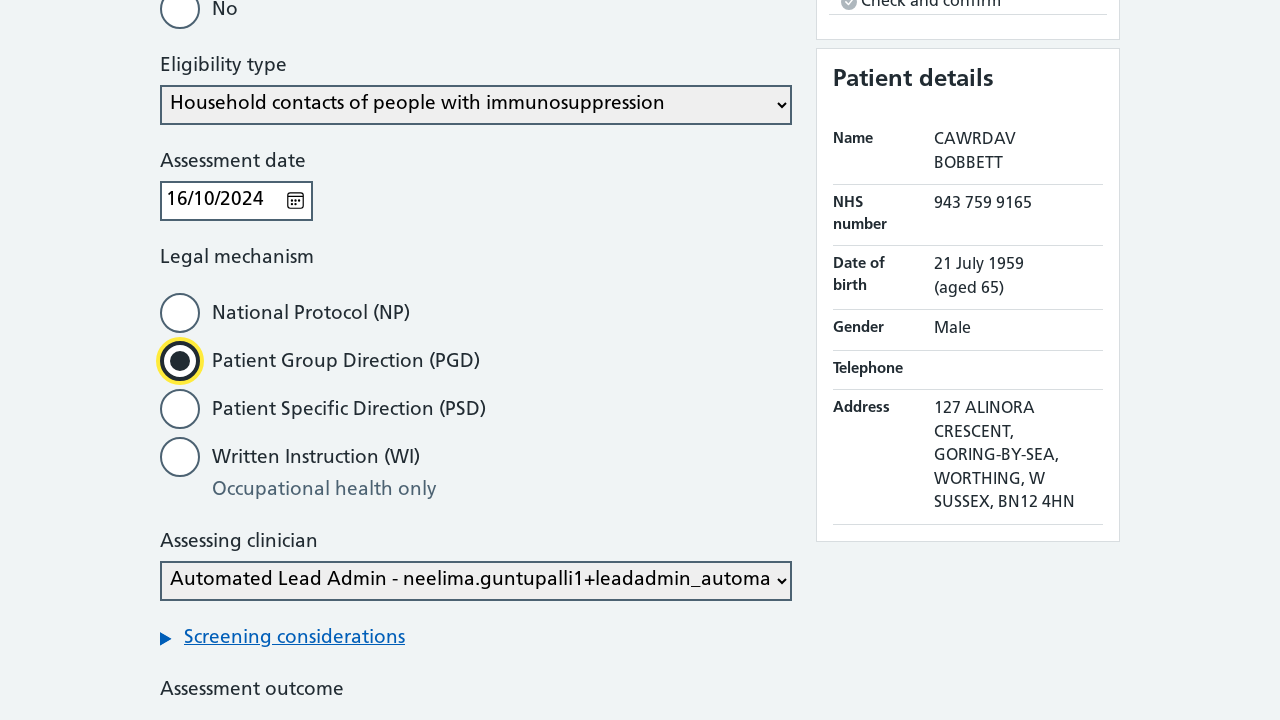 No
Eligibility type
Household contacts of people with immunosuppression
Assessment date
16/10/2024
Legal mechanism
National Protocol (NP)
Patient Group Direction (PGD)
Patient Specific Direction (PSD)
Written Instruction (WI)
Occupational health only
Assessing clinician
Automated Lead Admin - neelima.guntupalli1+leadadmin_automa
Screening considerations
Assessment outcome
Check and confirm
Patient details
Name CAWRDAV
BOBBETT
NHS 943 759 9165
number
Date of 21 July 1959
birth (aged 65)
Gender Male
Telephone
Address 127 ALINORA
CRESCENT,
GORING-BY-SEA,
WORTHING, W
SUSSEX, BN12 4HN